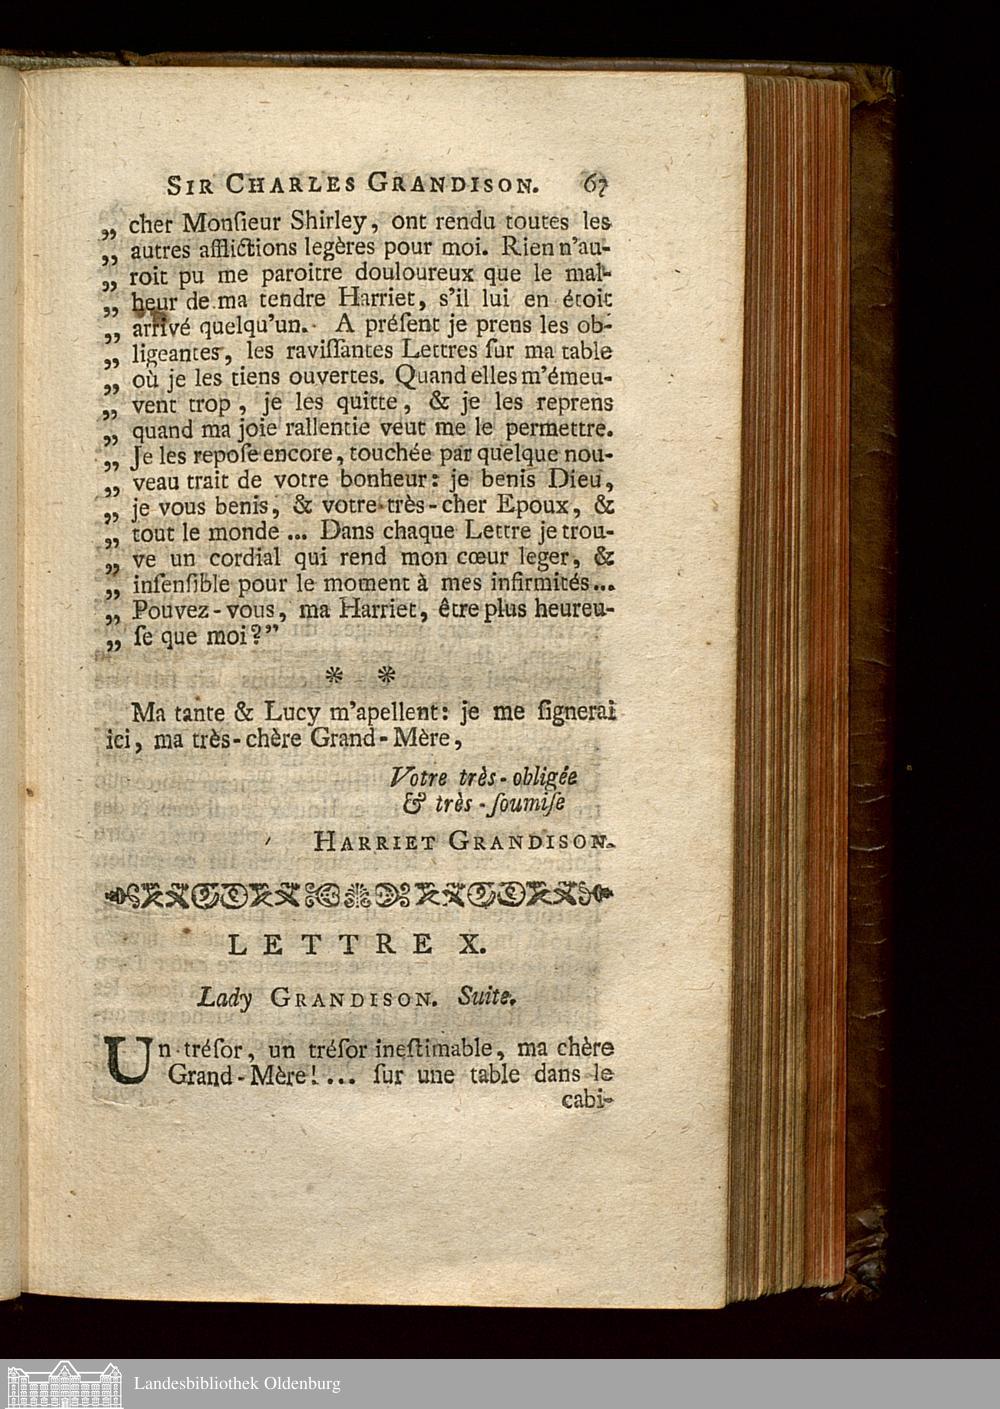 SIR CHARLES GRANDISON. 67
„ cher Monſieur Shirley, ont rendu toutes les
„ autres afflictions legères pour moi. Rien n'au-
„ roit pu me paroitre douloureux que le mal-
„ heur de ma tendre Harriet, s'il lui en étoit
„ arrivé quelqu'un. A préſent je prens les ob-
„ ligeantes, les raviſſantes Lettres ſur ma table
„ où je les tiens ouvertes. Quand elles m'émeu-
„ vent trop, je les quitte, & je les reprens
„ quand ma joie rallentie veut me le permettre.
„ Je les repoſe encore, touchée par quelque nou-
„ veau trait de votre bonheur: je benis Dieu,
„ je vous benis, & votre très-cher Epoux, &
„ tout le monde ... Dans chaque Lettre je trou-
„ ve un cordial qui rend mon cœur leger, &
„ inſenſible pour le moment à mes infirmités...
„ Pouvez-vous, ma Harriet, être plus heureu-
„ ſe que moi?”
* *
Ma tante & Lucy m'apellent: je me ſignerai
ici, ma très-chère Grand-Mère,
Votre très-obligée
& très-ſoumiſe
HARRIET GRANDISON.
LETTRE X.
Lady GRANDISON. Suite.
Un tréſor, un tréſor ineſtimable, ma chère
Grand-Mère!... ſur une table dans le
cabi-
Landesbibliothek Oldenburg